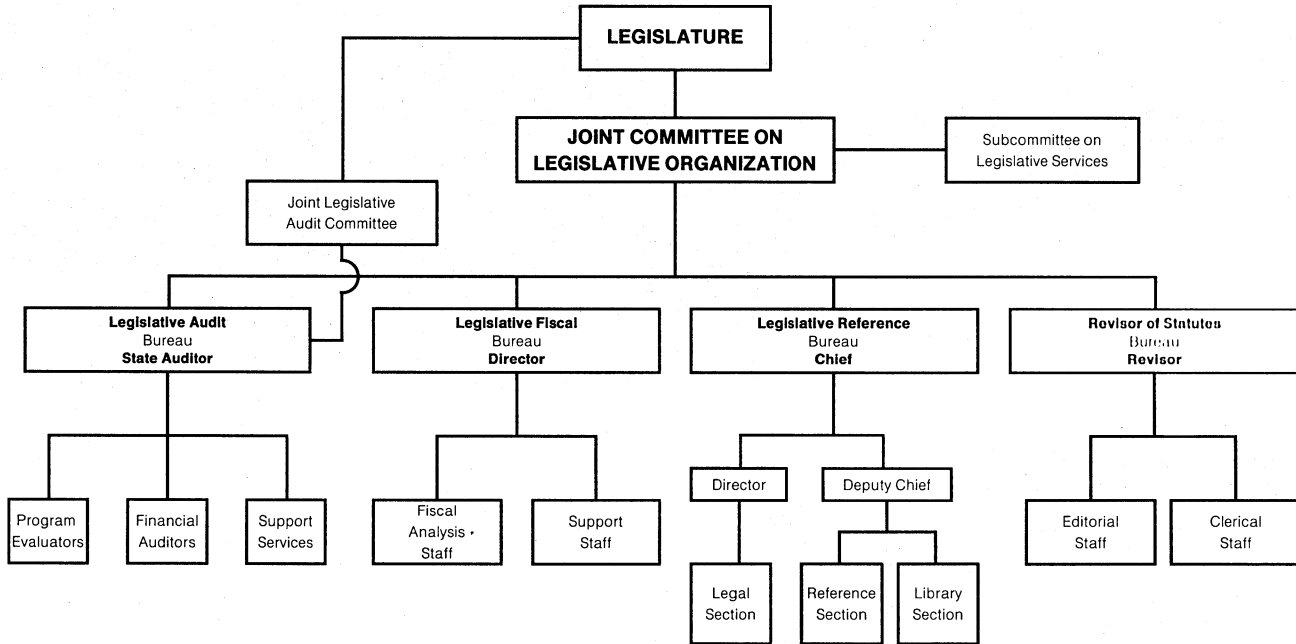 LEGISLATURE
JOINT COMMITTEE ON
LEGISLATIVE ORGANIZATION
Subcommittee on
Legislative Services
Joint Legislative
Audit Committee
Legislative Audit
Bureau
State Auditor
Legislative Fiscal
Bureau
Director
Legislative Reference
Bureau
Chief
Revisor of Statutes
Bureau
Revisor
Director
Deputy Chief
Program
Evaluators
Financial
Auditors
Support
Services
Fiscal
Analysis
Staff
Support
Staff
Editorial
Staff
Clerical
Staff
Legal
Section
Reference
Section
Library
Section